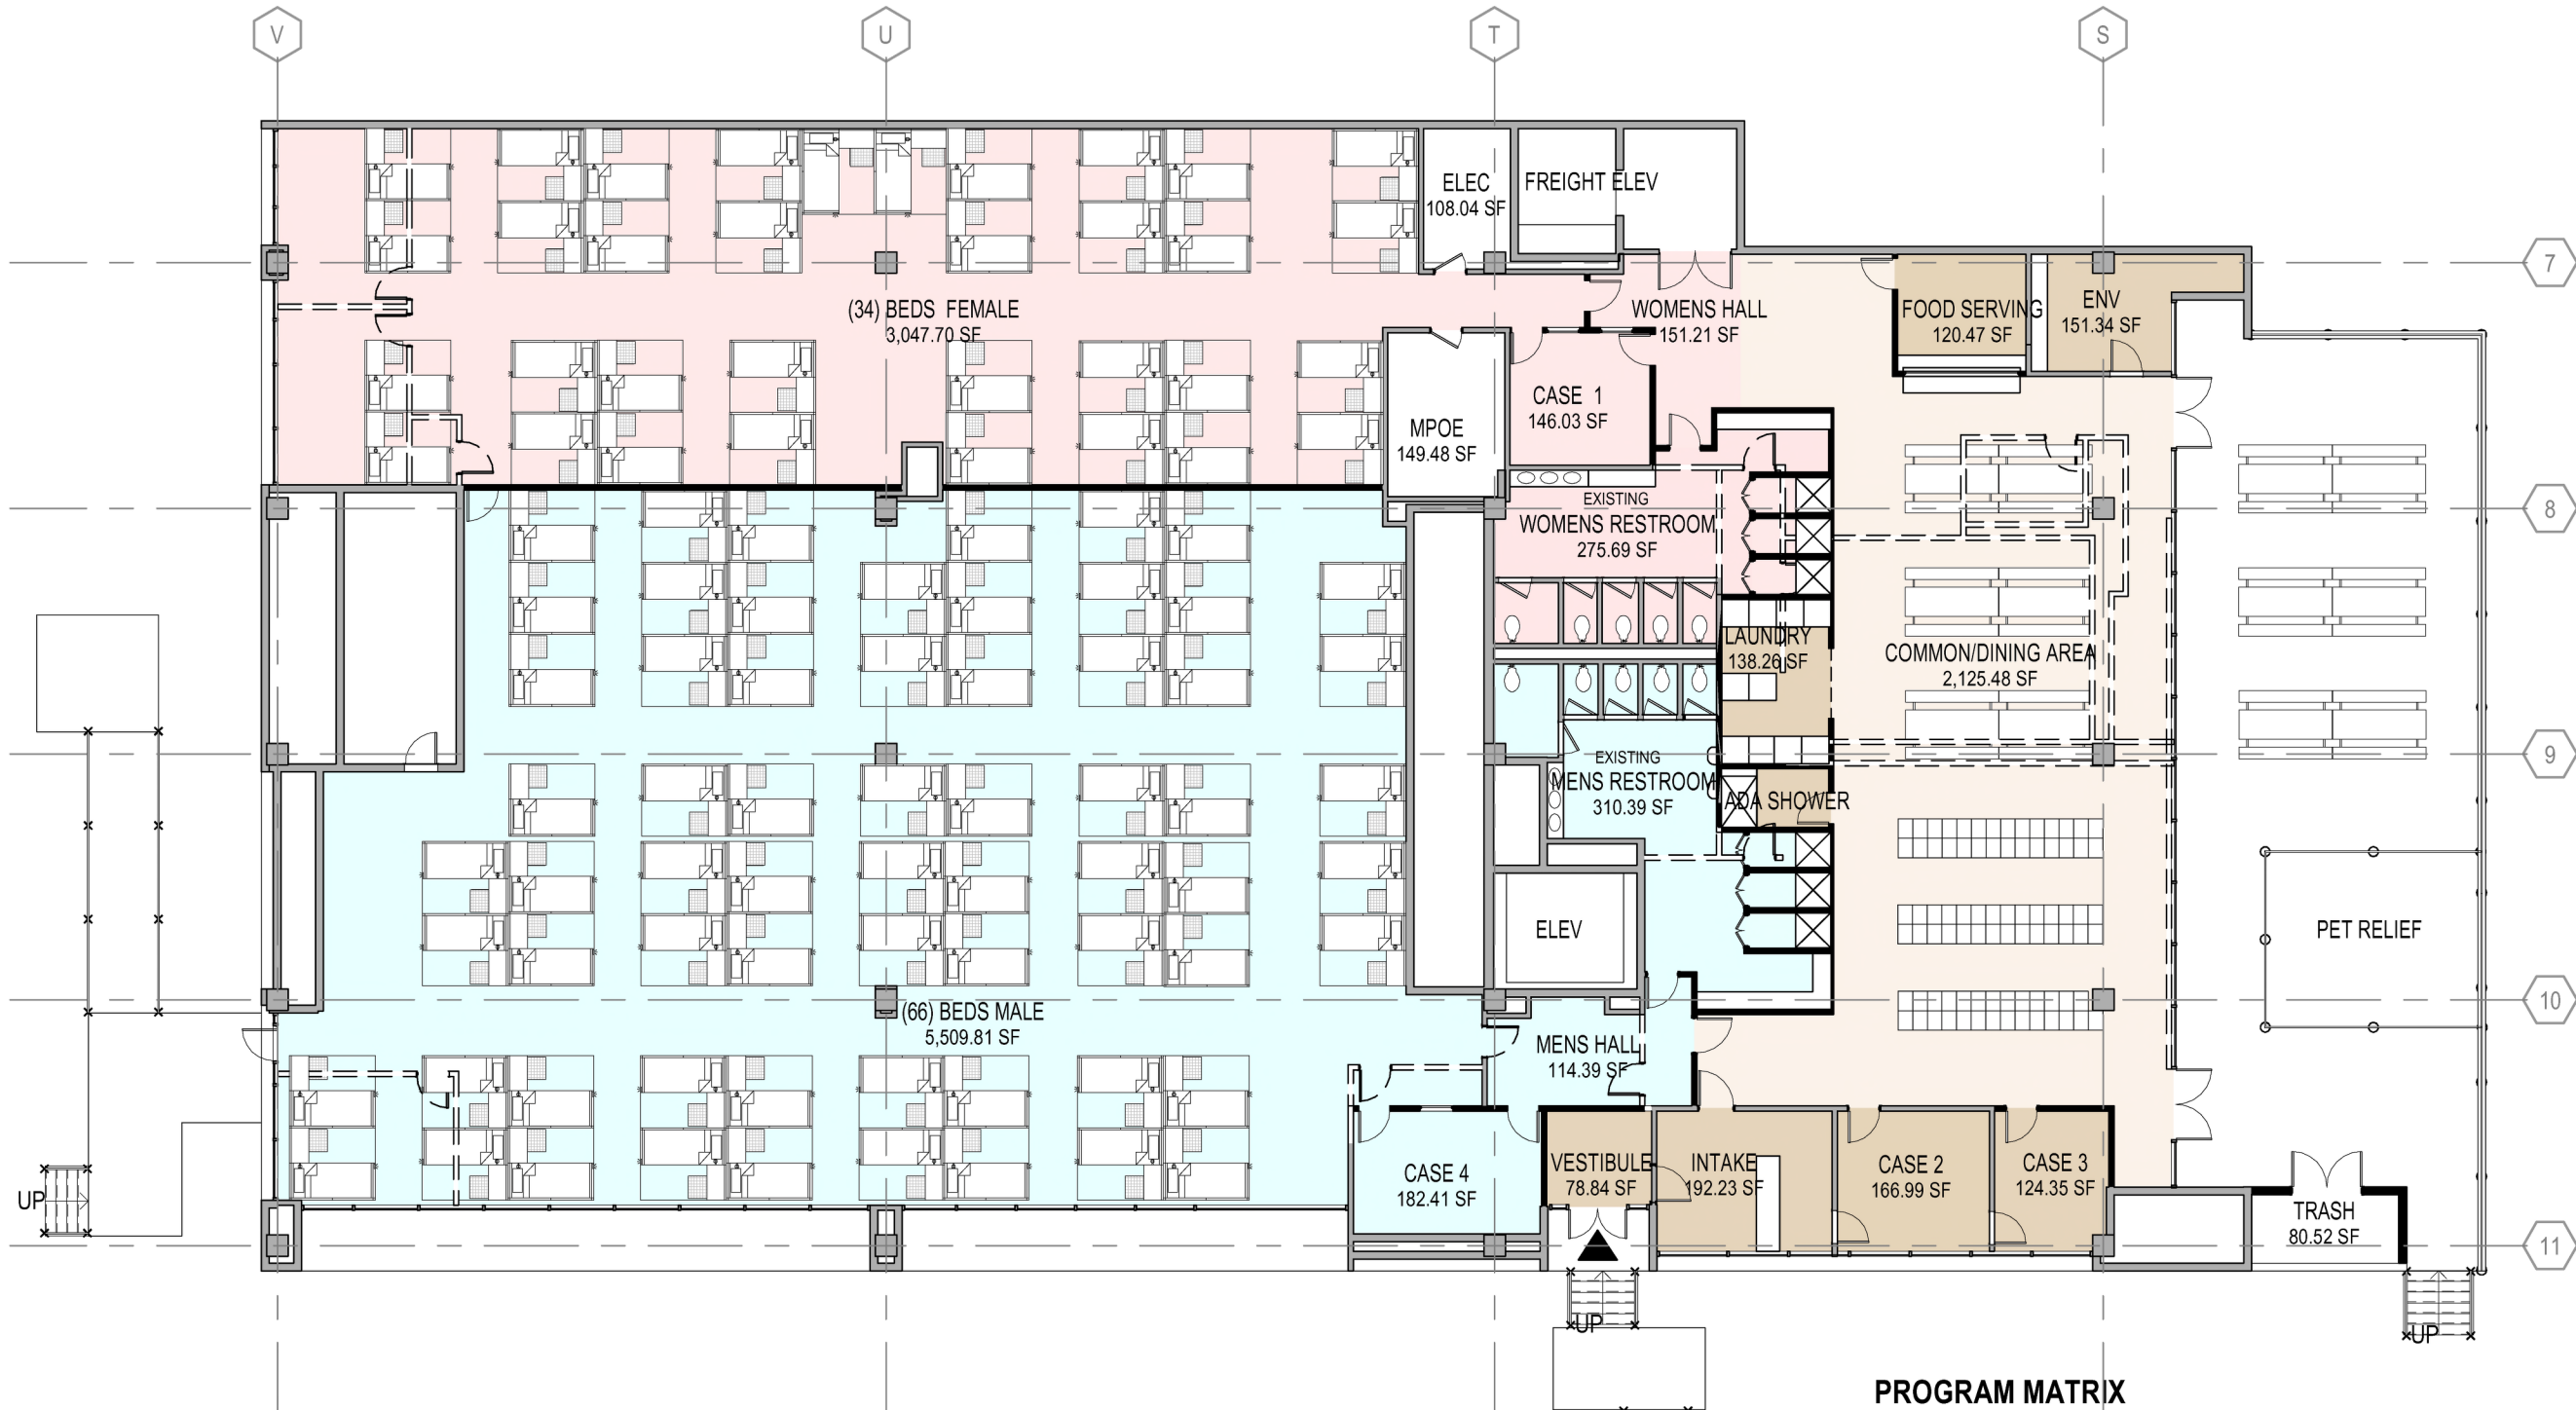 V
U
T
S
ELEC
108.04 SF
FREIGHT ELEV
7
(34) BEDS FEMALE
3,047.70 SF
WOMENS HALL
151.21 SF
FOOD SERVING
120.47 SF
ENV
151.34 SF
CASE 1
146.03 SF
MPOE
149.48 SF
EXISTING
WOMENS RESTROOM
275.69 SF
8
LAUNDRY
138.26 SF
COMMON/DINING AREA
2,125.48 SF
EXISTING
MENS RESTROOM
310.39 SF
9
ADA SHOWER
ELEV
PET RELIEF
10
(66) BEDS MALE
5,509.81 SF
MENS HALL
114.39 SF
CASE 4
182.41 SF
VESTIBULE
78.84 SF
INTAKE
192.23 SF
CASE 2
166.99 SF
CASE 3
124.35 SF
UP
TRASH
80.52 SF
11
UP
UP
PROGRAM MATRIX